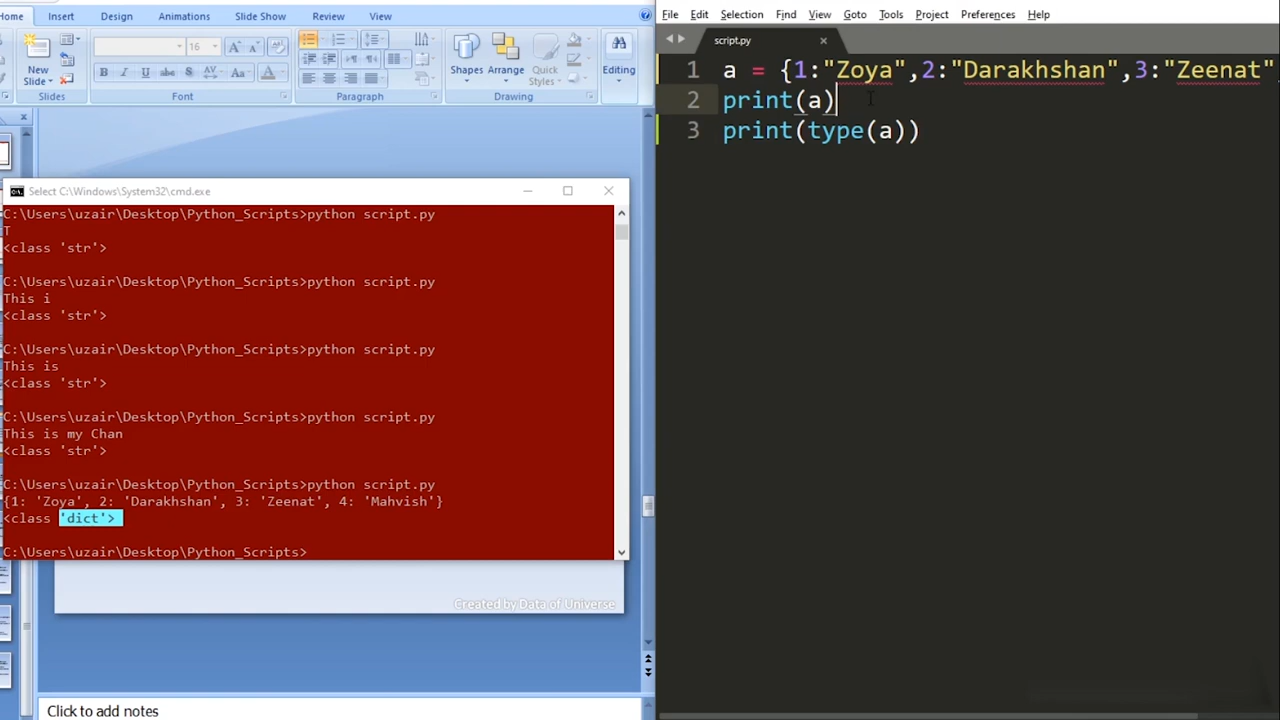 Home Insert Design Animations Slide Show Review View
16
New
Slides
Shapes Arrange Quick
Styles
Editing
Slides Font Paragraph Drawing
Select C:\Windows\System32\cmd.exe
C:\Users\uzair\Desktop\Python_Scripts>python script.py
T
<class 'str'>
C:\Users\uzair\Desktop\Python_Scripts>python script.py
This i
<class 'str'>
C:\Users\uzair\Desktop\Python_Scripts>python script.py
This is
<class 'str'>
C:\Users\uzair\Desktop\Python_Scripts>python script.py
This is my Chan
<class 'str'>
C:\Users\uzair\Desktop\Python_Scripts>python script.py
{1: 'Zoya', 2: 'Darakhshan', 3: 'Zeenat', 4: 'Mahvish'}
<class 'dict'>
C:\Users\uzair\Desktop\Python_Scripts>
Created by Data of Universe
Click to add notes
File Edit Selection Find View Goto Tools Project Preferences Help
script.py
1 a = {1:"Zoya",2:"Darakhshan",3:"Zeenat"
2 print(a)
3 print(type(a))